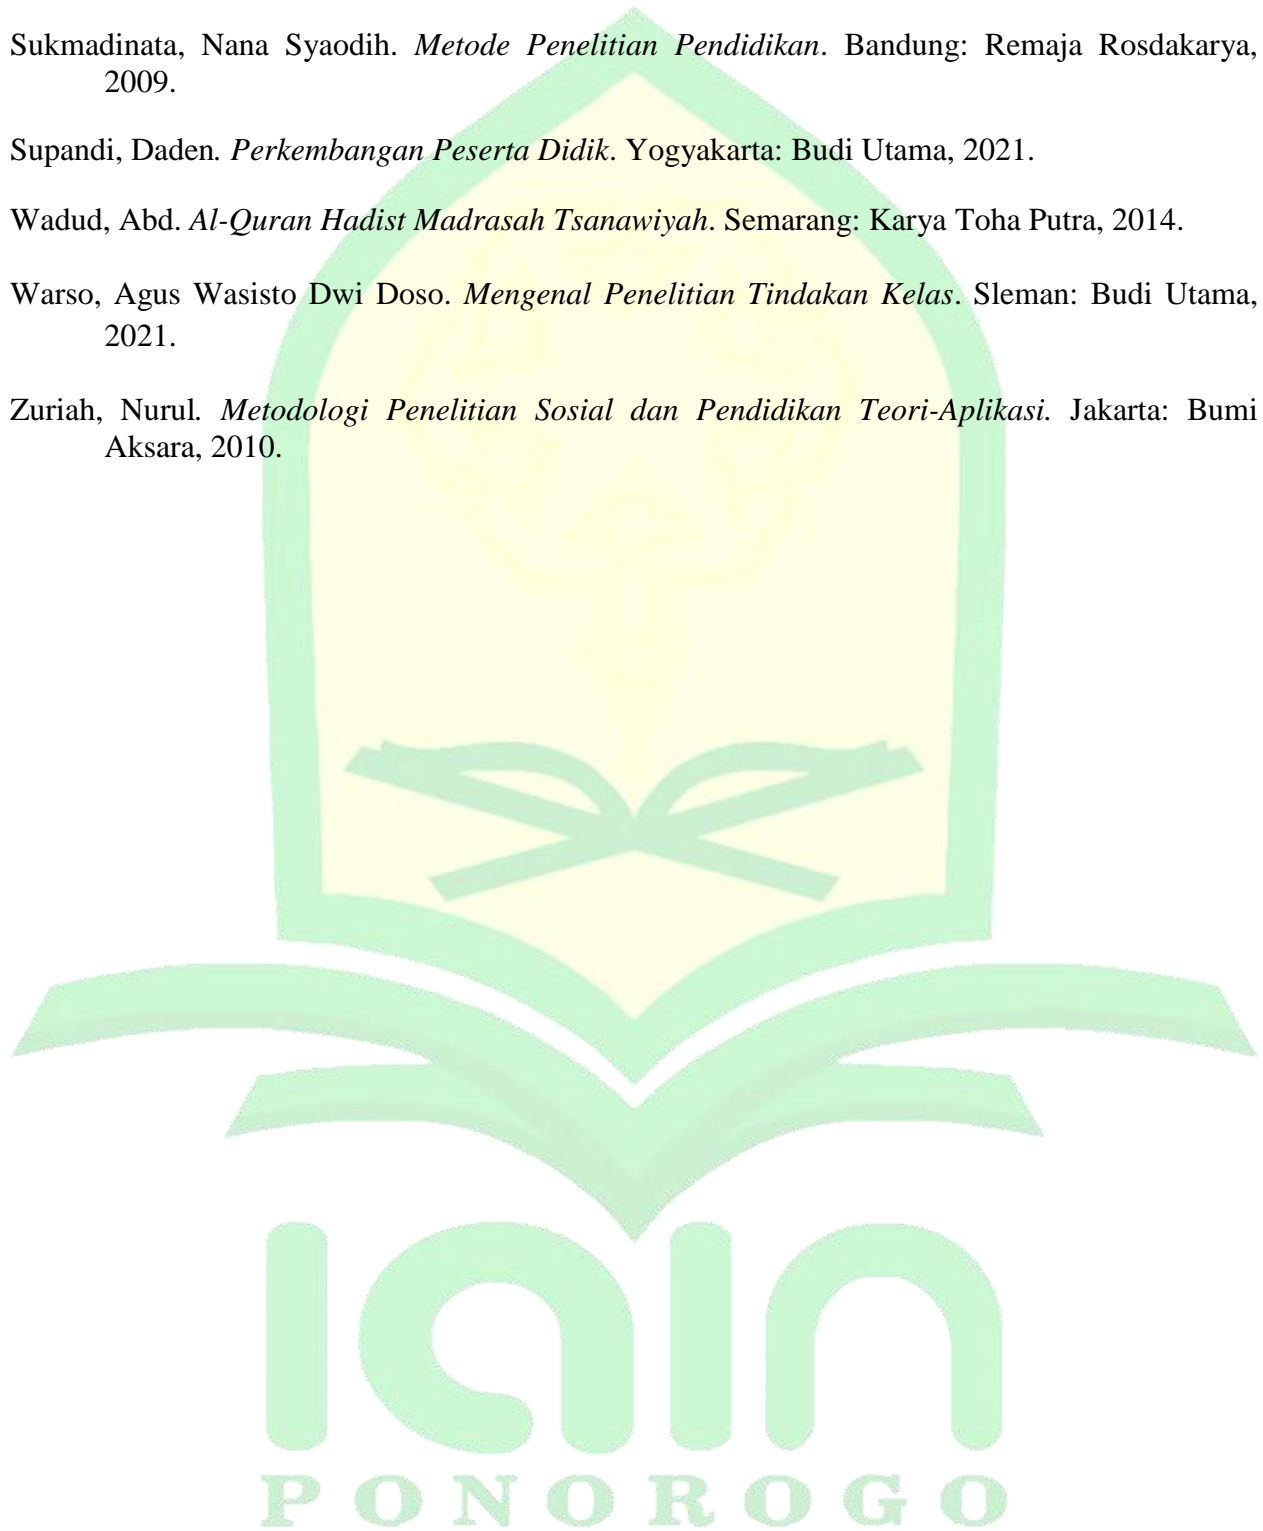 Sukmadinata, Nana Syaodih. Metode Penelitian Pendidikan. Bandung: Remaja Rosdakarya,
2009.
Supandi, Daden. Perkembangan Peserta Didik. Yogyakarta: Budi Utama, 2021.
Wadud, Abd. Al-Quran Hadist Madrasah Tsanawiyah. Semarang: Karya Toha Putra, 2014.
Warso, Agus Wasisto Dwi Doso. Mengenal Penelitian Tindakan Kelas. Sleman: Budi Utama,
2021.
Zuriah, Nurul. Metodologi Penelitian Sosial dan Pendidikan Teori-Aplikasi. Jakarta: Bumi
Aksara, 2010.
iain
PONOROGO